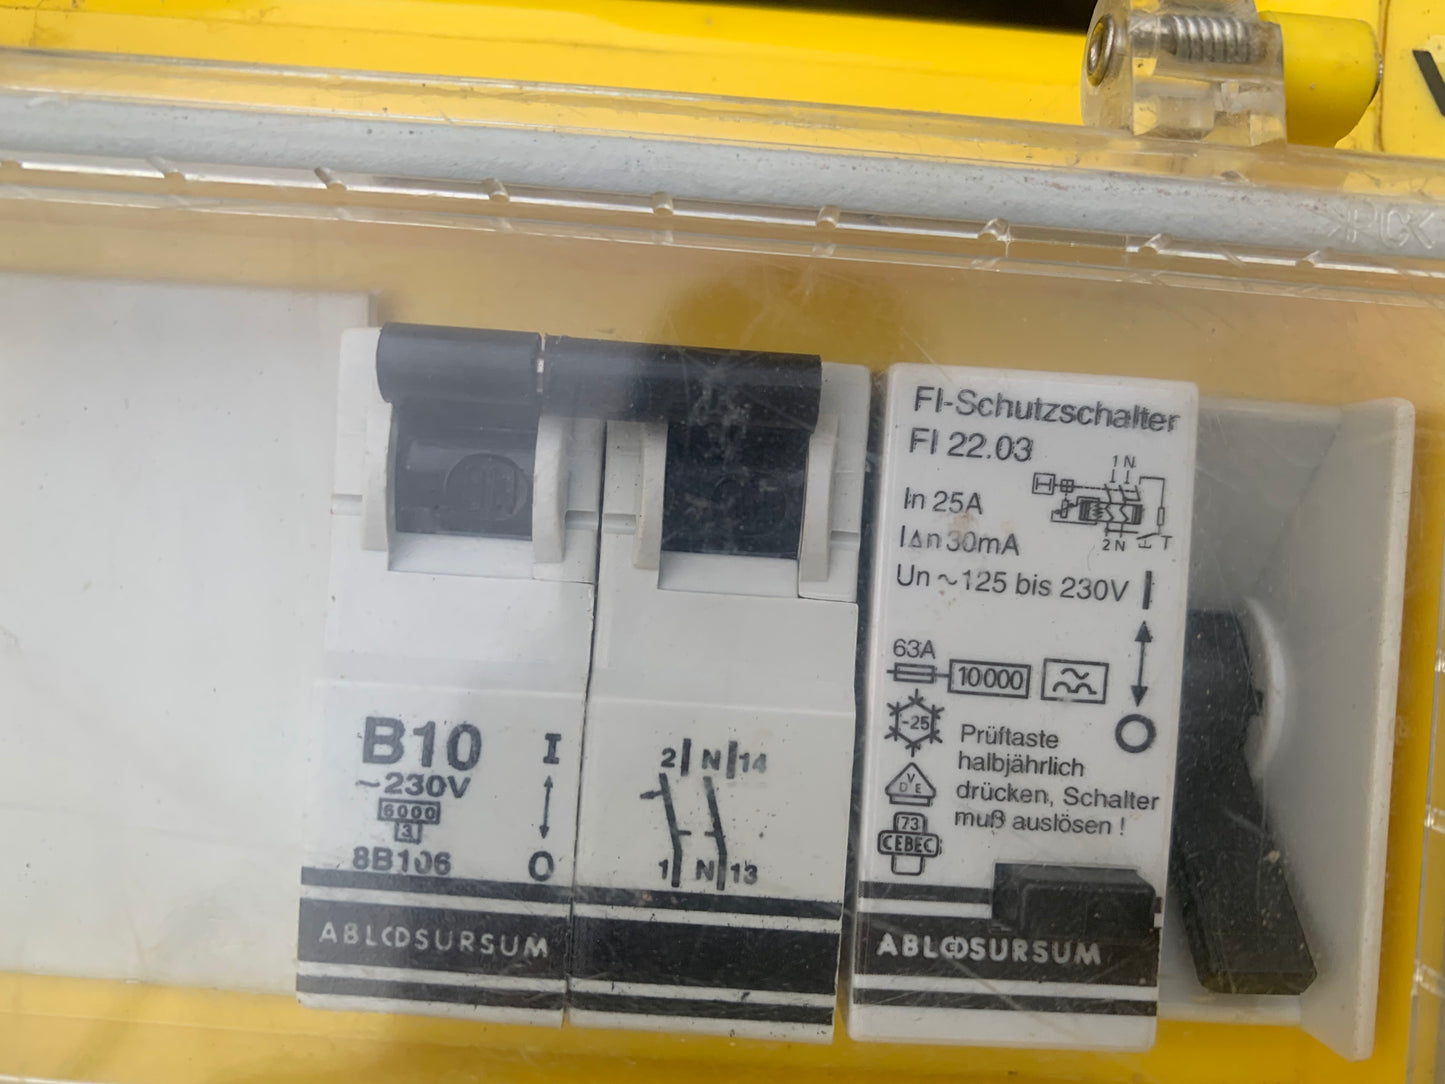 B10
~230V
6000
3
8B106
I
O
ABL SURSUM
2 N 14
1 N 13
FI-Schutzschalter
FI 22.03
In 25A
IΔn 30mA
Un ~125 bis 230V
1 N
2 N
T
I
O
63A
10000
-25
Prüftaste
halbjährlich
drücken, Schalter
muß auslösen !
VDE
73
CEBEC
ABL SURSUM